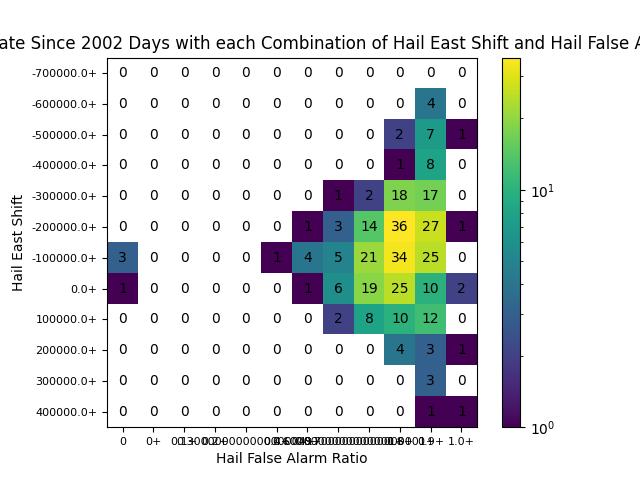 ate Since 2002 Days with each Combination of Hail East Shift and Hail False A
Hail East Shift
-700000.0+ 0 0 0 0 0 0 0 0 0 0 0 0
-600000.0+ 0 0 0 0 0 0 0 0 0 0 4 0
-500000.0+ 0 0 0 0 0 0 0 0 0 2 7 1
-400000.0+ 0 0 0 0 0 0 0 0 0 1 8 0
-300000.0+ 0 0 0 0 0 0 0 1 2 18 17 0
-200000.0+ 0 0 0 0 0 0 1 3 14 36 27 1
-100000.0+ 3 0 0 0 0 1 4 5 21 34 25 0
0.0+ 1 0 0 0 0 0 1 6 19 25 10 2
100000.0+ 0 0 0 0 0 0 0 2 8 10 12 0
200000.0+ 0 0 0 0 0 0 0 0 0 4 3 1
300000.0+ 0 0 0 0 0 0 0 0 0 0 3 0
400000.0+ 0 0 0 0 0 0 0 0 0 0 1 1
0 0+ 1.0+
Hail False Alarm Ratio
10¹
10⁰